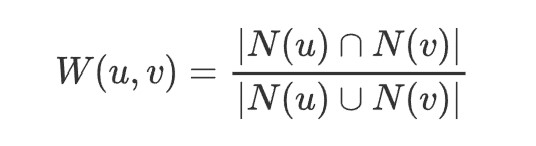 W(u, v) = |N(u) ∩ N(v)| / |N(u) ∪ N(v)|